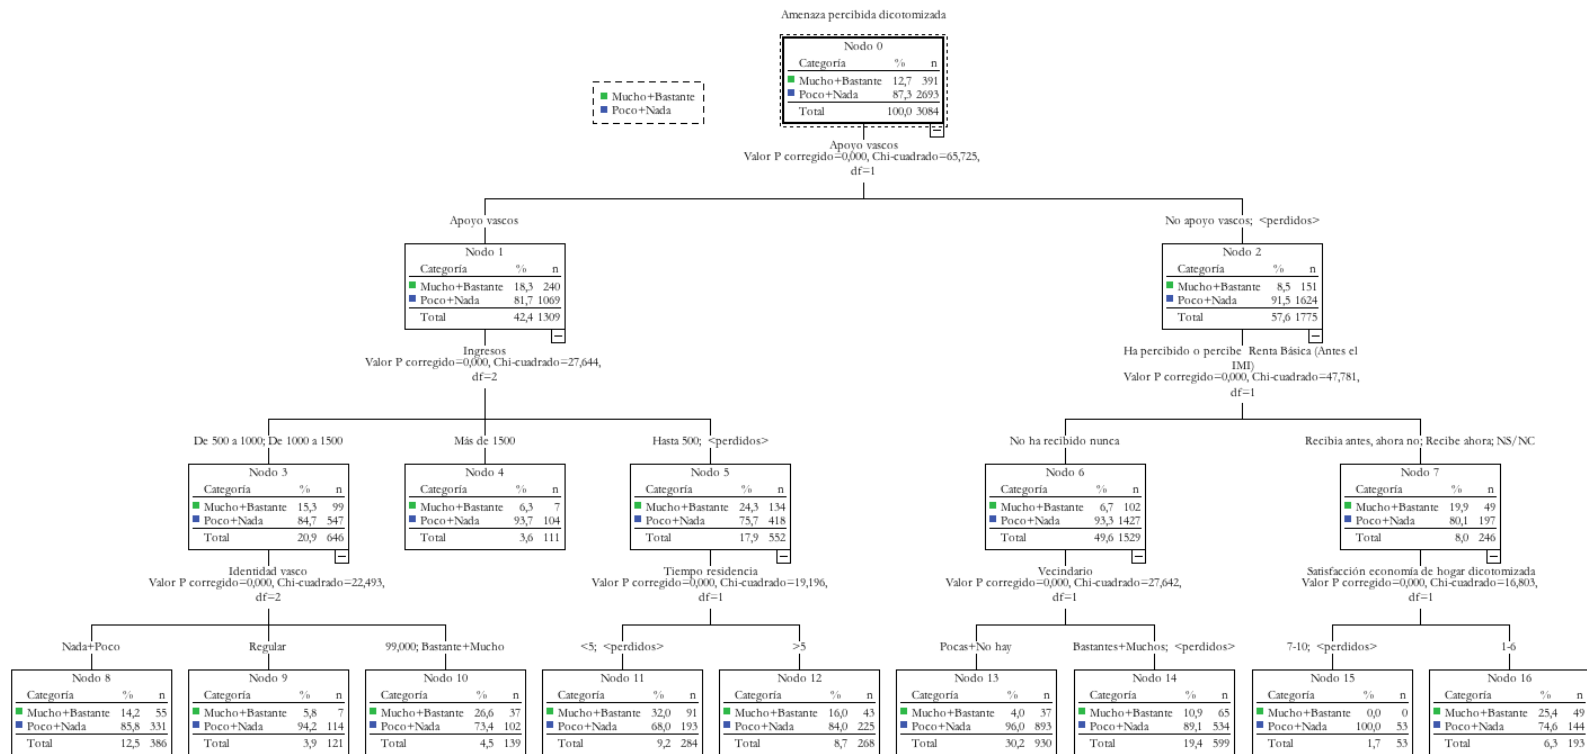 Amenaza percibida dicotomizada
Nodo 0
Categoría % n
Mucho+Bastante 12,7 391
Poco+Nada 87,3 2693
Total 100,0 3084
Mucho+Bastante
Poco+Nada
Apoyo vascos
Valor P corregido=0,000, Chi-cuadrado=65,725,
df=1
Apoyo vascos
Nodo 1
Categoría % n
Mucho+Bastante 18,3 240
Poco+Nada 81,7 1069
Total 42,4 1309
Ingresos
Valor P corregido=0,000, Chi-cuadrado=27,644,
df=2
No apoyo vascos; <perdidos>
Nodo 2
Categoría % n
Mucho+Bastante 8,5 151
Poco+Nada 91,5 1624
Total 57,6 1775
Ha percibido o percibe Renta Básica (Antes el
IMI)
Valor P corregido=0,000, Chi-cuadrado=47,781,
df=1
De 500 a 1000; De 1000 a 1500
Nodo 3
Categoría % n
Mucho+Bastante 15,3 99
Poco+Nada 84,7 547
Total 20,9 646
Identidad vasco
Valor P corregido=0,000, Chi-cuadrado=22,493,
df=2
Más de 1500
Nodo 4
Categoría % n
Mucho+Bastante 6,3 7
Poco+Nada 93,7 104
Total 3,6 111
Hasta 500; <perdidos>
Nodo 5
Categoría % n
Mucho+Bastante 24,3 134
Poco+Nada 75,7 418
Total 17,9 552
Tiempo residencia
Valor P corregido=0,000, Chi-cuadrado=19,196,
df=1
No ha recibido nunca
Nodo 6
Categoría % n
Mucho+Bastante 6,7 102
Poco+Nada 93,3 1427
Total 49,6 1529
Vecindario
Valor P corregido=0,000, Chi-cuadrado=27,642,
df=1
Recibia antes, ahora no; Recibe ahora; NS/NC
Nodo 7
Categoría % n
Mucho+Bastante 19,9 49
Poco+Nada 80,1 197
Total 8,0 246
Satisfacción economía de hogar dicotomizada
Valor P corregido=0,000, Chi-cuadrado=16,803,
df=1
Nada+Poco
Nodo 8
Categoría % n
Mucho+Bastante 14,2 55
Poco+Nada 85,8 331
Total 12,5 386
Regular
Nodo 9
Categoría % n
Mucho+Bastante 5,8 7
Poco+Nada 94,2 114
Total 3,9 121
99,000; Bastante+Mucho
Nodo 10
Categoría % n
Mucho+Bastante 26,6 37
Poco+Nada 73,4 102
Total 4,5 139
<5; <perdidos>
Nodo 11
Categoría % n
Mucho+Bastante 32,0 91
Poco+Nada 68,0 193
Total 9,2 284
>5
Nodo 12
Categoría % n
Mucho+Bastante 16,0 43
Poco+Nada 84,0 225
Total 8,7 268
Pocas+No hay
Nodo 13
Categoría % n
Mucho+Bastante 4,0 37
Poco+Nada 96,0 893
Total 30,2 930
Bastantes+Muchos; <perdidos>
Nodo 14
Categoría % n
Mucho+Bastante 10,9 65
Poco+Nada 89,1 534
Total 19,4 599
7-10; <perdidos>
Nodo 15
Categoría % n
Mucho+Bastante 0,0 0
Poco+Nada 100,0 53
Total 1,7 53
1-6
Nodo 16
Categoría % n
Mucho+Bastante 25,4 49
Poco+Nada 74,6 144
Total 6,3 193